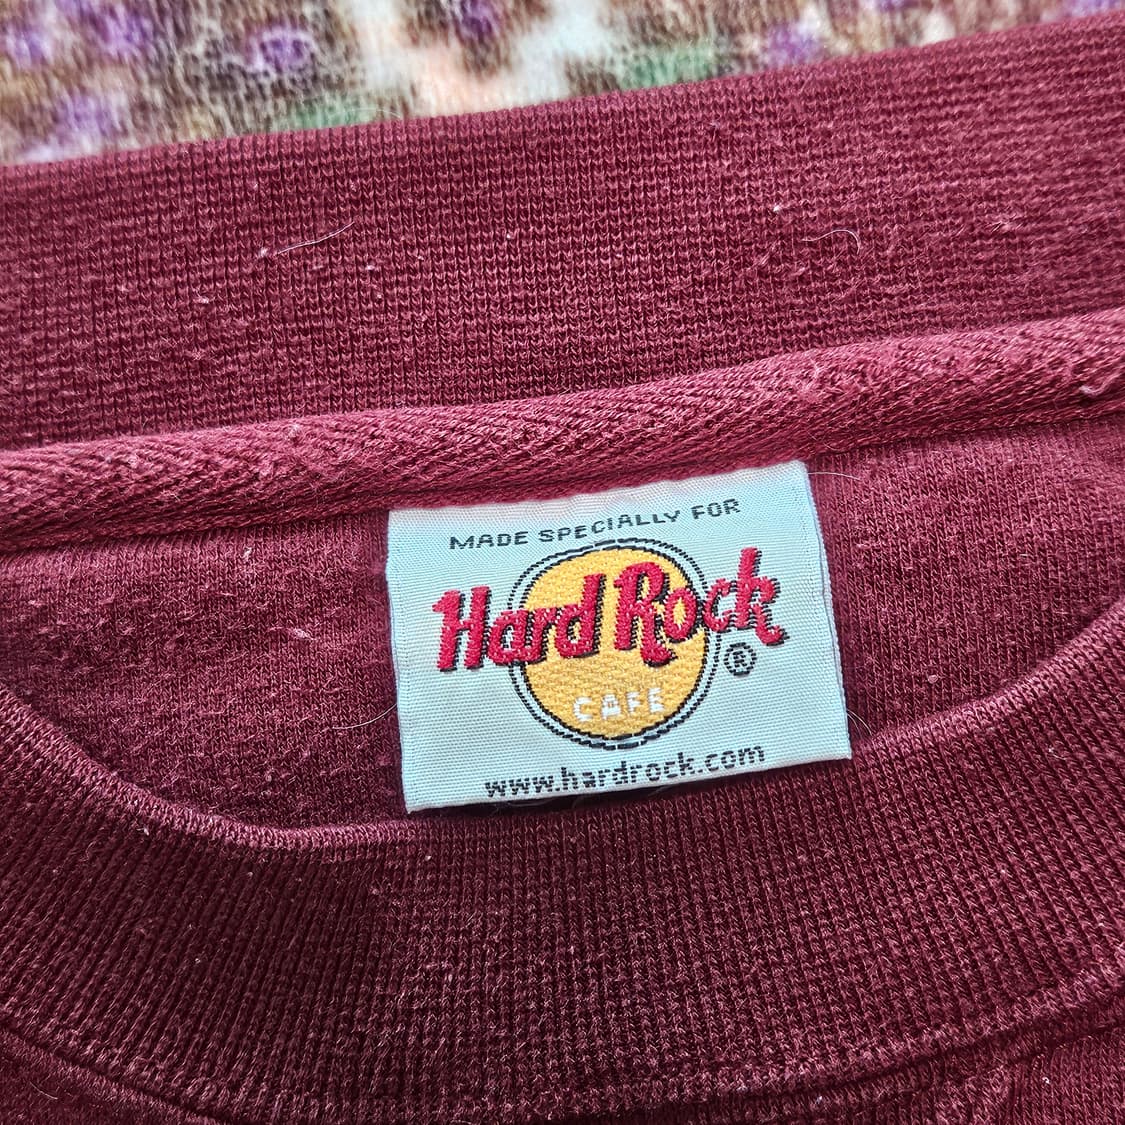 MADE SPECIALLY FOR
Hard Rock
®
CAFE
www.hardrock.com